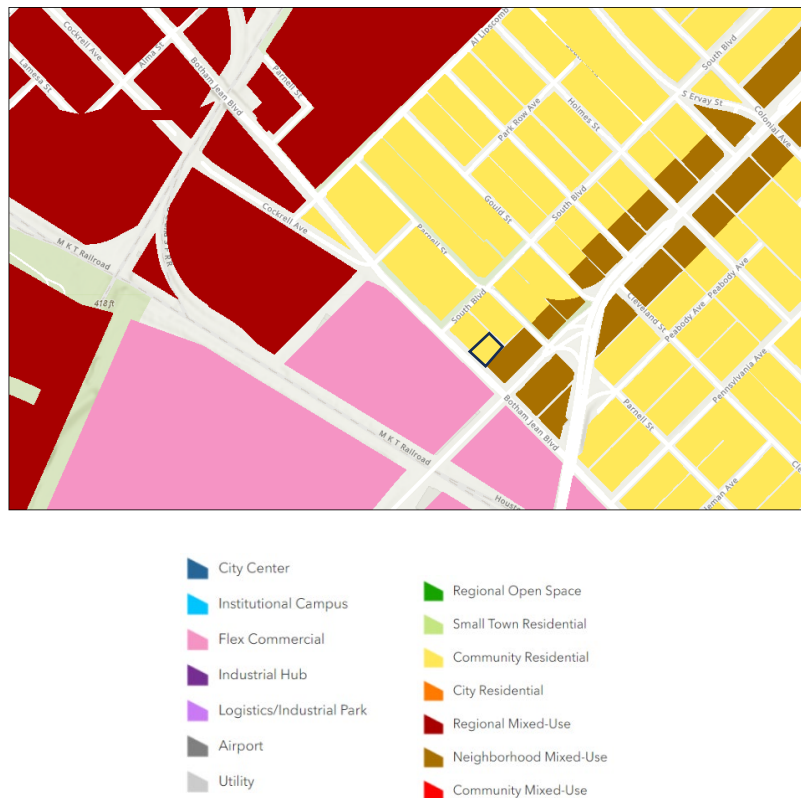 Al Lipscomb
Cockrell Ave
Alma St
Lamesa St
Botham Jean Blvd
Parnell St
South Blvd
S Ervay St
Colonial Ave
Park Row Ave
Holmes St
Gould St
South Blvd
Cockrell Ave
Parnell St
M K T Railroad
418 ft
South Blvd
Cleveland St
Peabody Ave
Peabody Ave
Pennsylvania Ave
Parnell St
Botham Jean Blvd
M K T Railroad
Houst
leman Ave
Cle
City Center
Institutional Campus
Flex Commercial
Industrial Hub
Logistics/Industrial Park
Airport
Utility
Regional Open Space
Small Town Residential
Community Residential
City Residential
Regional Mixed-Use
Neighborhood Mixed-Use
Community Mixed-Use